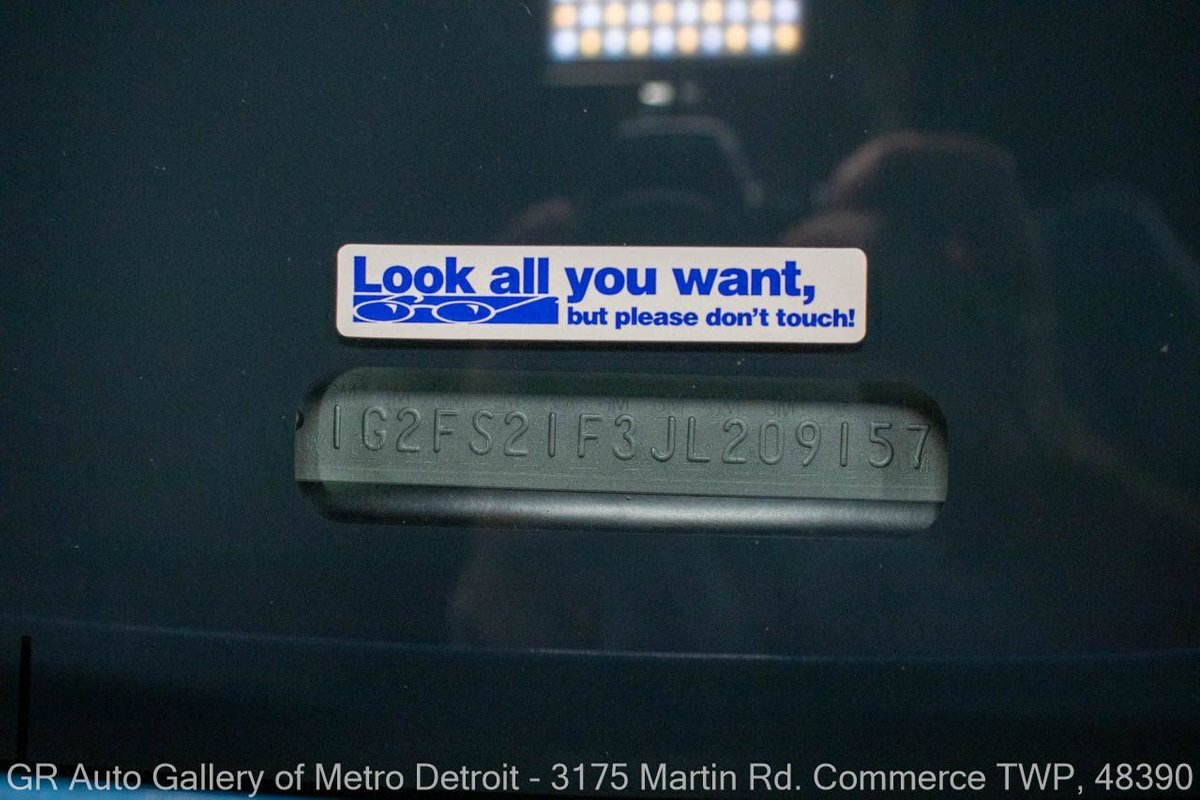 Look all you want,
but please don't touch!
1G2FS21F3JL209157
GR Auto Gallery of Metro Detroit - 3175 Martin Rd. Commerce TWP, 48390